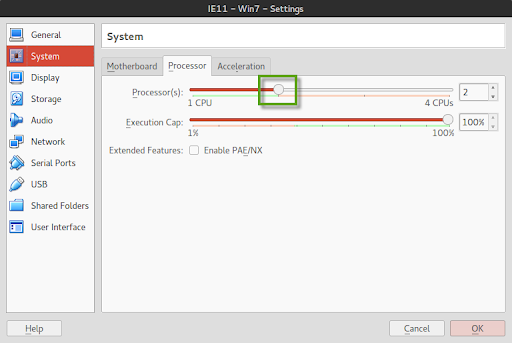 IE11 - Win7 - Settings
General
System
Display
Storage
Audio
Network
Serial Ports
USB
Shared Folders
User Interface
System
Motherboard Processor Acceleration
Processor(s): 2
1 CPU 4 CPUs
Execution Cap: 100%
1% 100%
Extended Features: Enable PAE/NX
Help Cancel OK